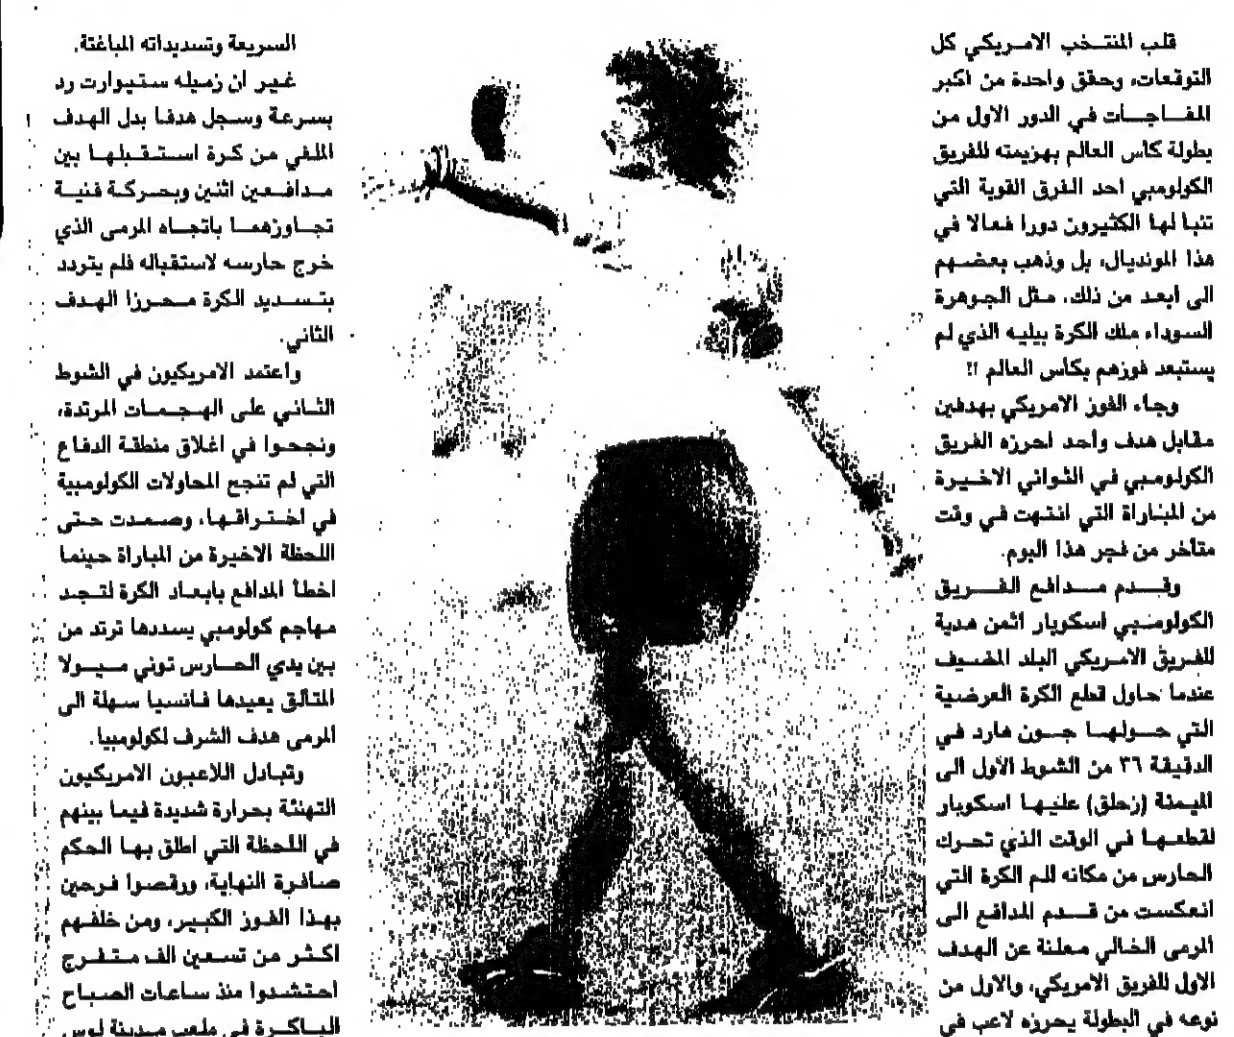 قلب المنتخب الامريكي كل
التوقعات، وحقق واحدة من اكبر
المفاجات في الدور الاول من
بطولة كاس العالم بهزيمته للفريق
الكولومبي احد الفرق القوية التي
تنبا لها الكثيرون دورا فعالا في
هذا المونديال، بل وذهب بعضهم
الى ابعد من ذلك، مثل الجوهرة
السوداء ملك الكرة بيليه الذي لم
يستبعد فوزهم بكاس العالم !!
وجاء الفوز الامريكي بهدفين
مقابل هدف واحد احرزه الفريق
الكولومبي في الثواني الاخيرة
من المباراة التي انتهت في وقت
متأخر من فجر هذا اليوم.
وقدم مدافع الفريق
الكولومبي اسكوبار اثمن هدية
للفريق الامريكي البلد المضيف
عندما حاول قطع الكرة العرضية
التي حولها جون هارد في
الدقيقة ٣٦ من الشوط الاول الى
اليمنة (زحلق) عليها اسكوبار
لقطعها في الوقت الذي تحرك
الحارس من مكانه للم الكرة التي
انعكست من قدم المدافع الى
المرمى الخالي معلنة عن الهدف
الاول للفريق الامريكي، والاول من
نوعه في البطولة يحرزه لاعب في
السريعة وتسديداته المباغتة.
غير ان زميله ستيوارت رد
بسرعة وسجل هدفا بدل الهدف
الملغي من كرة استقبلها بين
مدافعين اثنين وبحركة فنية
تجاوزهما باتجاه المرمى الذي
خرج حارسه لاستقباله فلم يتردد
بتسديد الكرة محرزا الهدف
الثاني.
واعتمد الامريكيون في الشوط
الثاني على الهجمات المرتدة،
ونجحوا في اغلاق منطقة الدفاع
التي لم تنجح المحاولات الكولومبية
في اختراقها، وصمدت حتى
اللحظة الاخيرة من المباراة حينما
اخطأ المدافع بابعاد الكرة لتجد
مهاجم كولومبي يسددها ترتد من
بين يدي الحارس توني ميولا
المتالق يعيدها فانسيا سهلة الى
المرمى هدف الشرف لكولومبيا.
وتبادل اللاعبون الامريكيون
التهنئة بحرارة شديدة فيما بينهم
في اللحظة التي اطلق بها الحكم
صافرة النهاية، ورقصوا فرحين
بهذا الفوز الكبير، ومن خلفهم
اكثر من تسعين الف متفرج
احتشدوا منذ ساعات الصباح
الباكرة في ملعب مدينة لوس